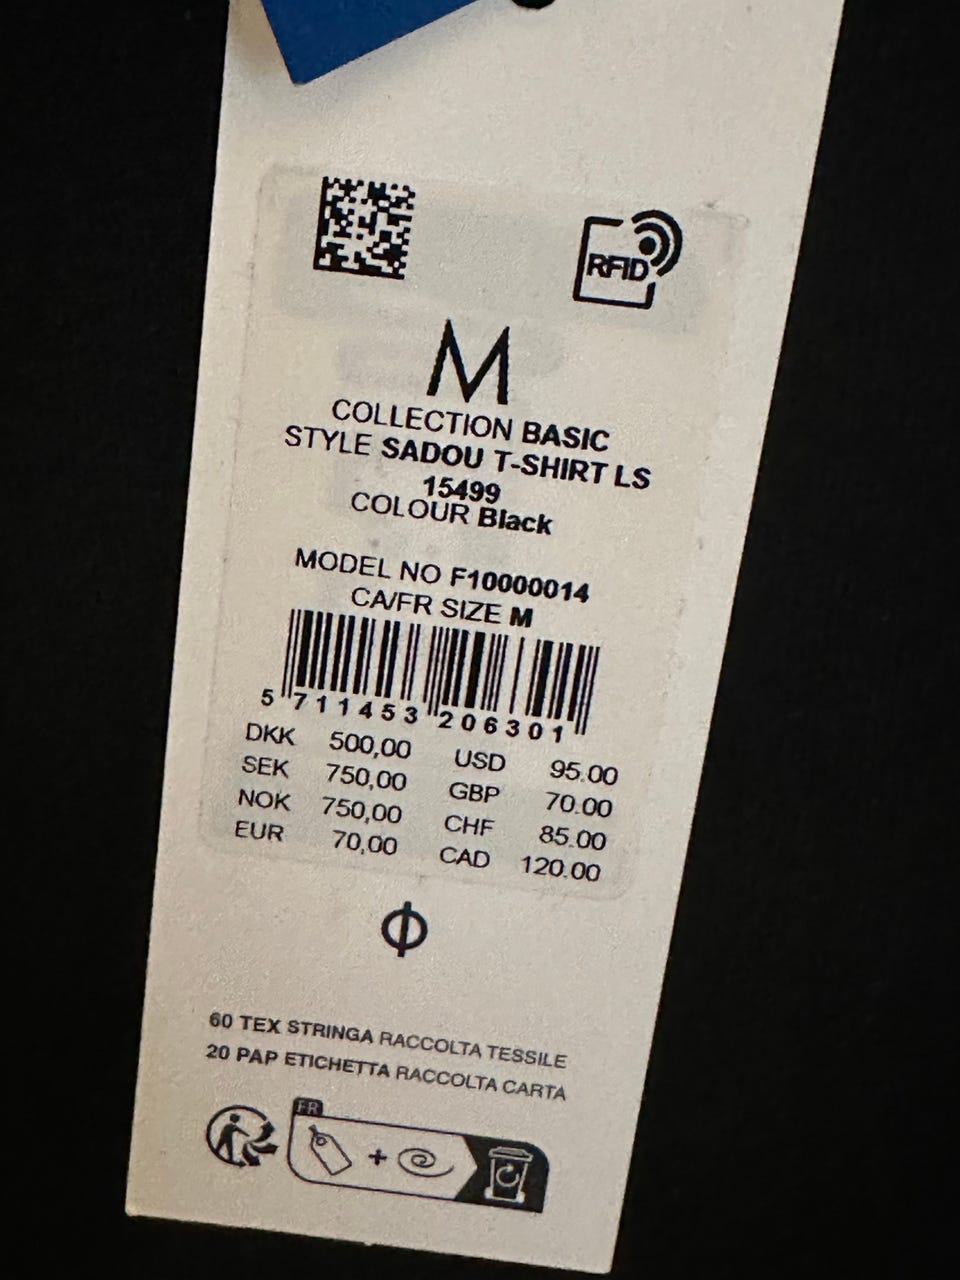 RFID
M
COLLECTION BASIC
STYLE SADOU T-SHIRT LS
15499
COLOUR Black
MODEL NO F10000014
CA/FR SIZE M
5 711453 206301
DKK 500,00 USD 95.00
SEK 750,00 GBP 70.00
NOK 750,00 CHF 85.00
EUR 70,00 CAD 120.00
60 TEX STRINGA RACCOLTA TESSILE
20 PAP ETICHETTA RACCOLTA CARTA
FR
+